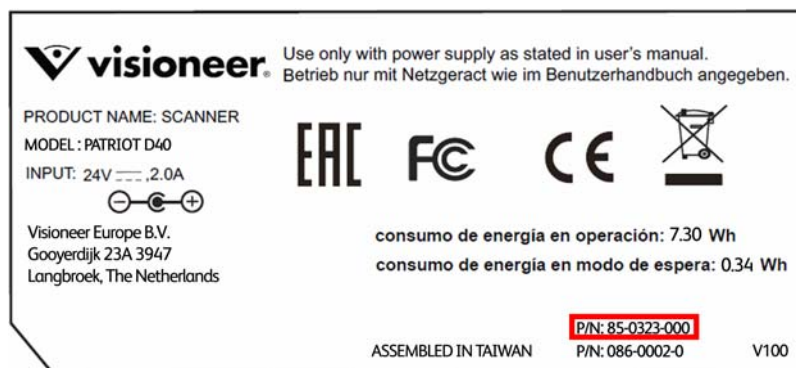 visioneer®
Use only with power supply as stated in user's manual.
Betrieb nur mit Netzgeract wie im Benutzerhandbuch angegeben.
PRODUCT NAME: SCANNER
MODEL : PATRIOT D40
INPUT: 24V ⎓ ,2.0A
EAC FC CE
Visioneer Europe B.V.
Gooyerdijk 23A 3947
Langbroek, The Netherlands
consumo de energía en operación: 7.30 Wh
consumo de energía en modo de espera: 0.34 Wh
P/N: 85-0323-000
ASSEMBLED IN TAIWAN P/N: 086-0002-0 V100